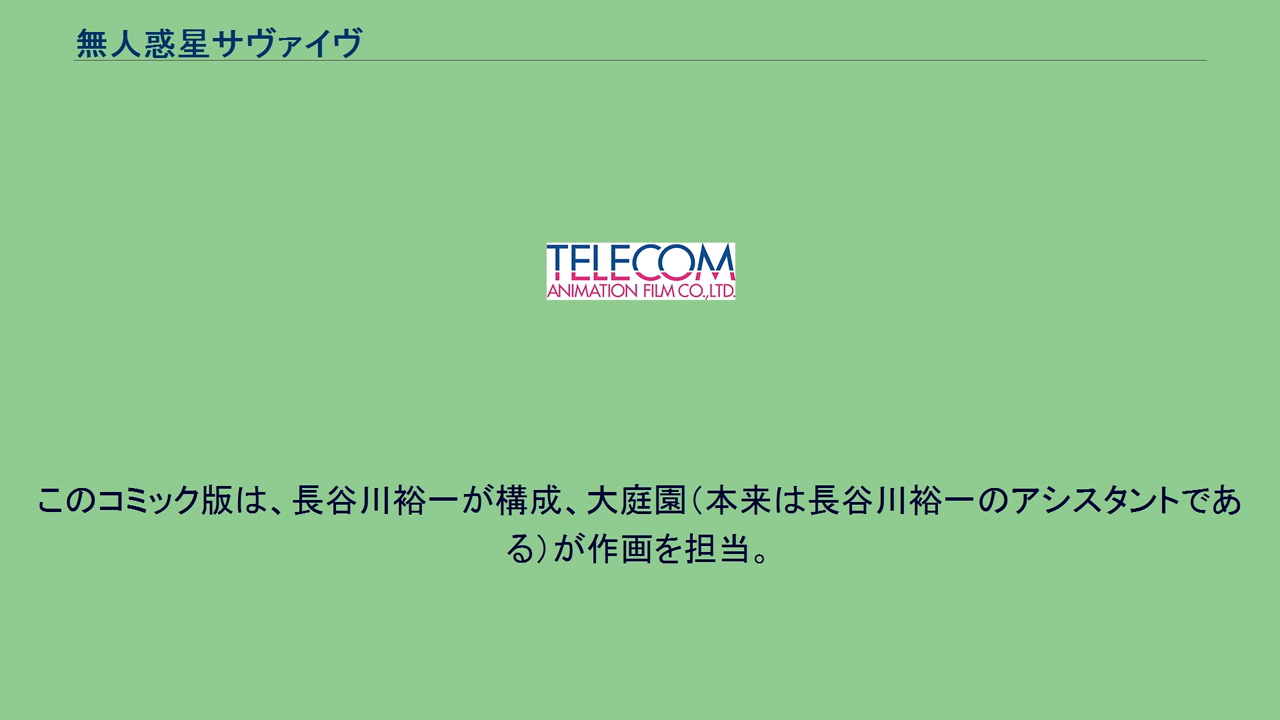 無人惑星サヴァイヴ
TELECOM
ANIMATION FILM CO.,LTD.
このコミック版は、長谷川裕一が構成、大庭園（本来は長谷川裕一のアシスタントであ
る）が作画を担当。